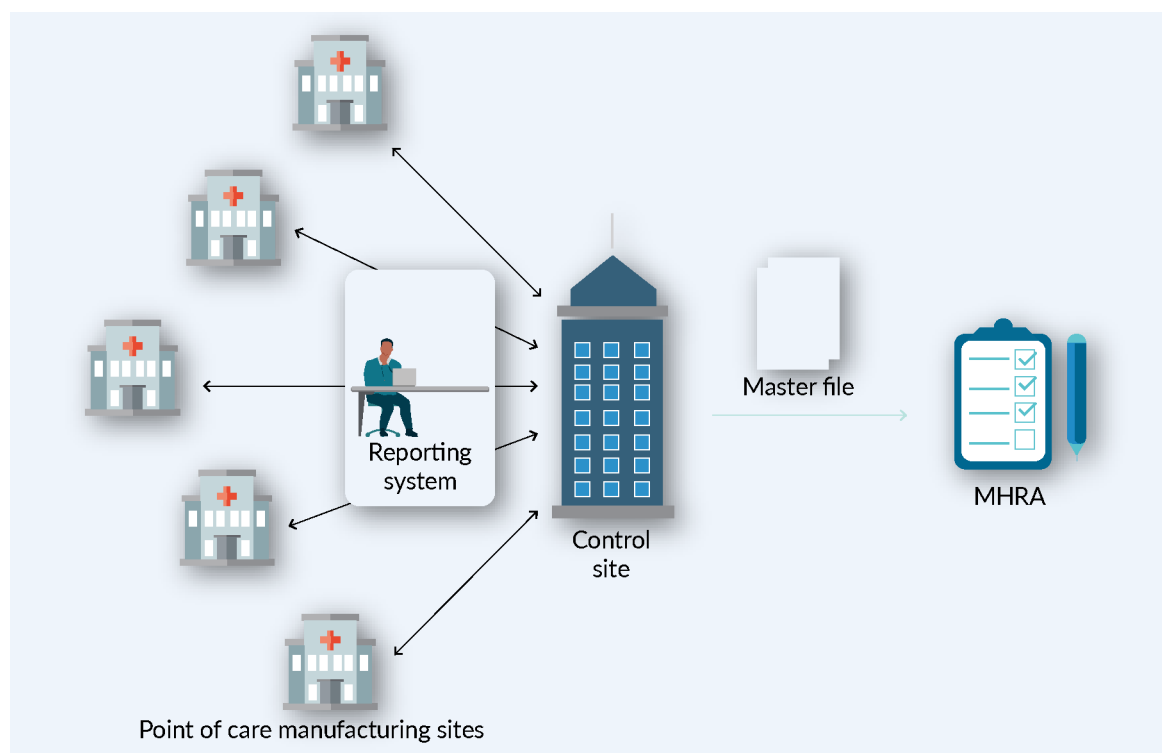 Reporting
system
Control
site
Master file
MHRA
Point of care manufacturing sites